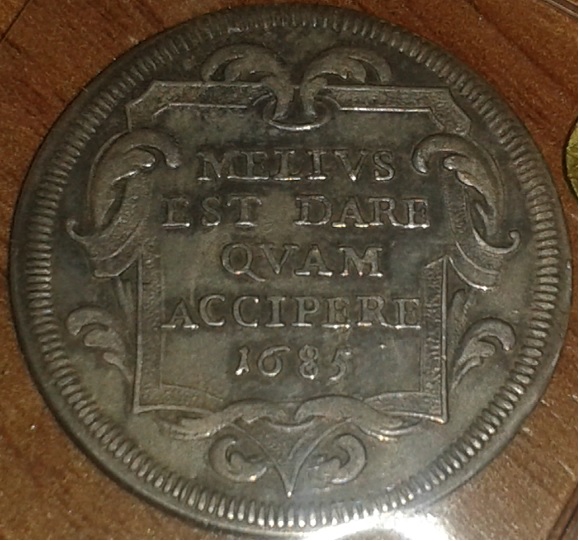 MELIVS
EST DARE
QVAM
ACCIPERE
1685